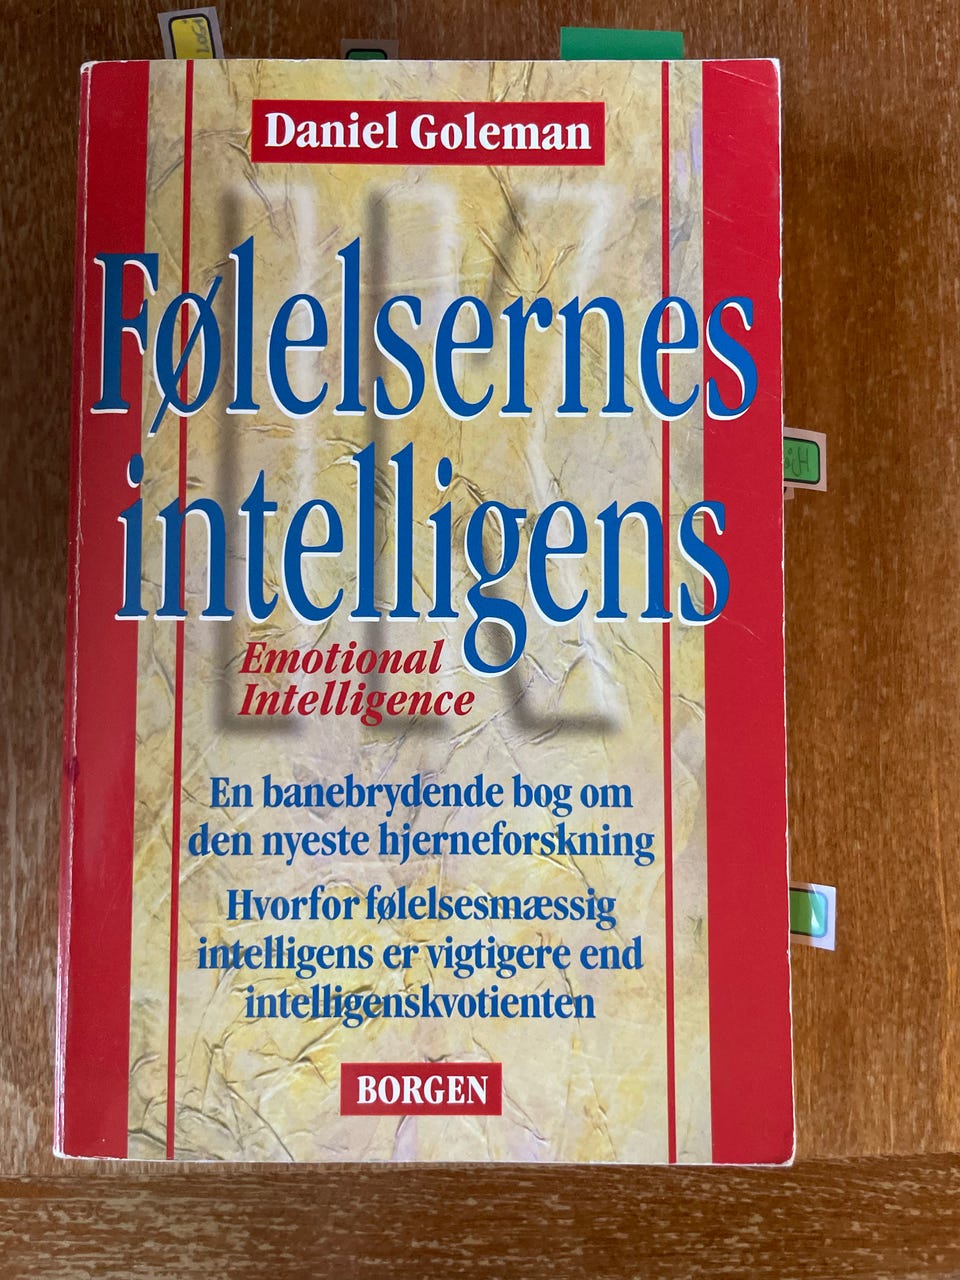 Daniel Goleman
Følelsernes
intelligens
Emotional
Intelligence
En banebrydende bog om
den nyeste hjerneforskning
Hvorfor følelsesmæssig
intelligens er vigtigere end
intelligenskvotienten
BORGEN